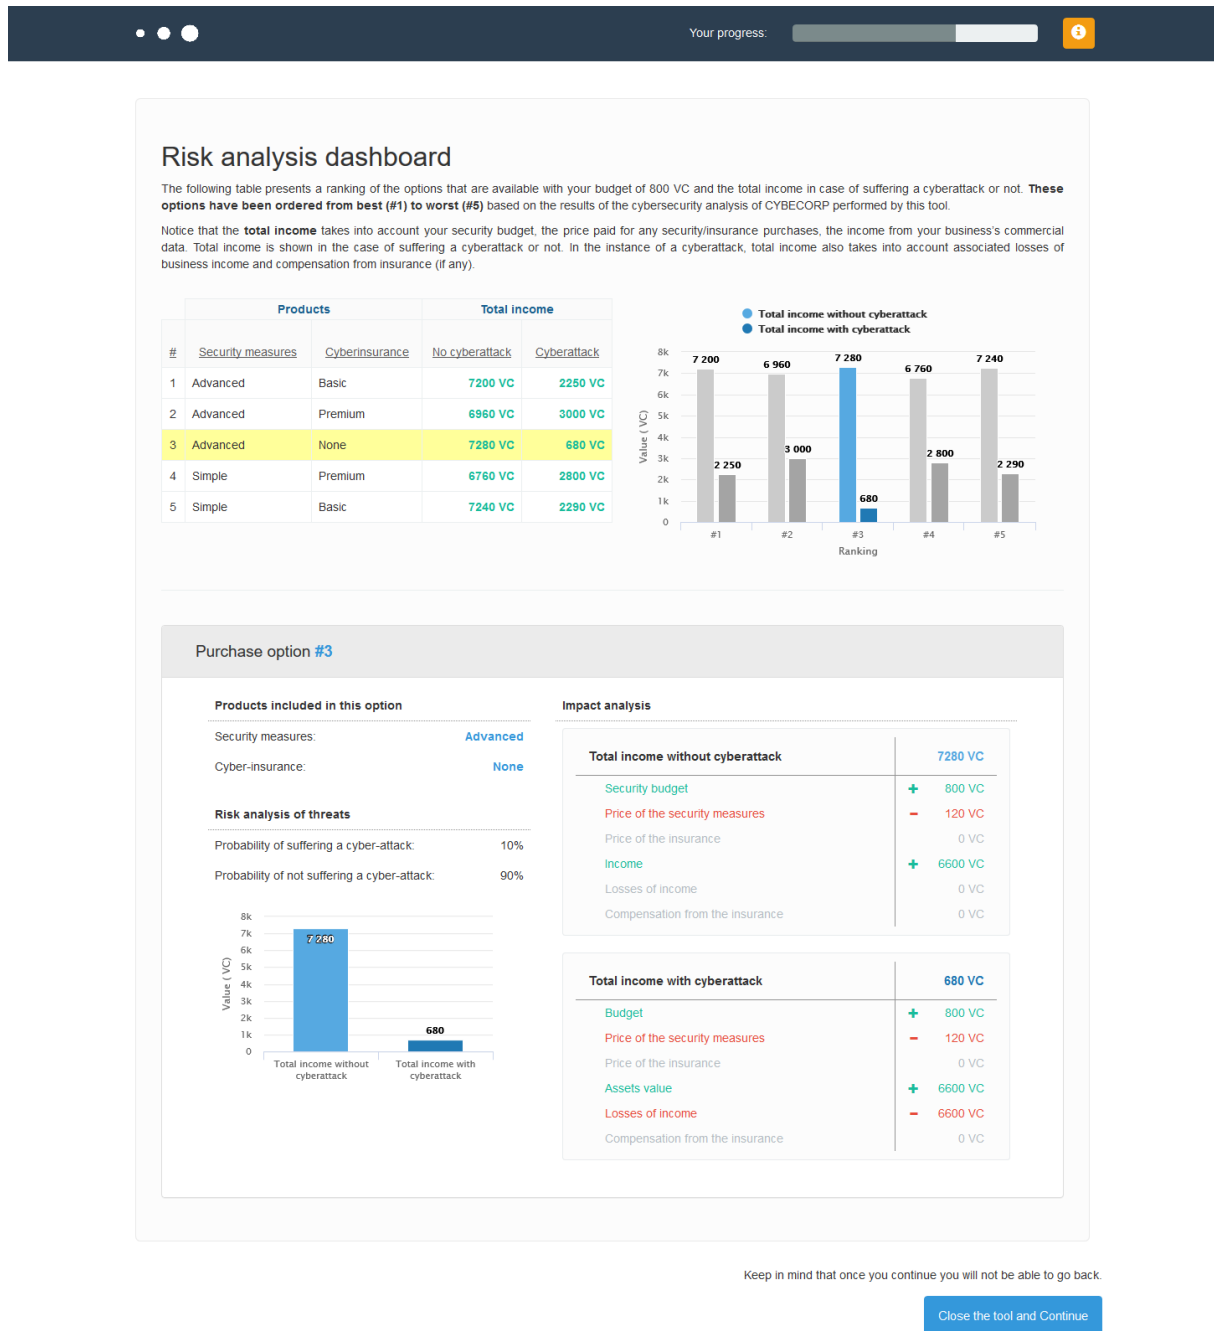 Your progress:
Risk analysis dashboard
The following table presents a ranking of the options that are available with your budget of 800 VC and the total income in case of suffering a cyberattack or not. These
options have been ordered from best (#1) to worst (#5) based on the results of the cybersecurity analysis of CYBECORP performed by this tool.
Notice that the total income takes into account your security budget, the price paid for any security/insurance purchases, the income from your business's commercial
data. Total income is shown in the case of suffering a cyberattack or not. In the instance of a cyberattack, total income also takes into account associated losses of
business income and compensation from insurance (if any).
Products Total income
# Security measures Cyberinsurance No cyberattack Cyberattack
1 Advanced Basic 7200 VC 2250 VC
2 Advanced Premium 6960 VC 3000 VC
3 Advanced None 7280 VC 680 VC
4 Simple Premium 6760 VC 2800 VC
5 Simple Basic 7240 VC 2290 VC
Total income without cyberattack
Total income with cyberattack
Value ( VC)
8k
7k
6k
5k
4k
3k
2k
1k
0
7 200
2 250
6 960
3 000
7 280
680
6 760
2 800
7 240
2 290
#1 #2 #3 #4 #5
Ranking
Purchase option #3
Products included in this option
Security measures: Advanced
Cyber-insurance: None
Risk analysis of threats
Probability of suffering a cyber-attack: 10%
Probability of not suffering a cyber-attack: 90%
Value ( VC)
8k
7k
6k
5k
4k
3k
2k
1k
0
7 280
680
Total income without
cyberattack
Total income with
cyberattack
Impact analysis
Total income without cyberattack 7280 VC
Security budget + 800 VC
Price of the security measures - 120 VC
Price of the insurance 0 VC
Income + 6600 VC
Losses of income 0 VC
Compensation from the insurance 0 VC
Total income with cyberattack 680 VC
Budget + 800 VC
Price of the security measures - 120 VC
Price of the insurance 0 VC
Assets value + 6600 VC
Losses of income - 6600 VC
Compensation from the insurance 0 VC
Keep in mind that once you continue you will not be able to go back.
Close the tool and Continue